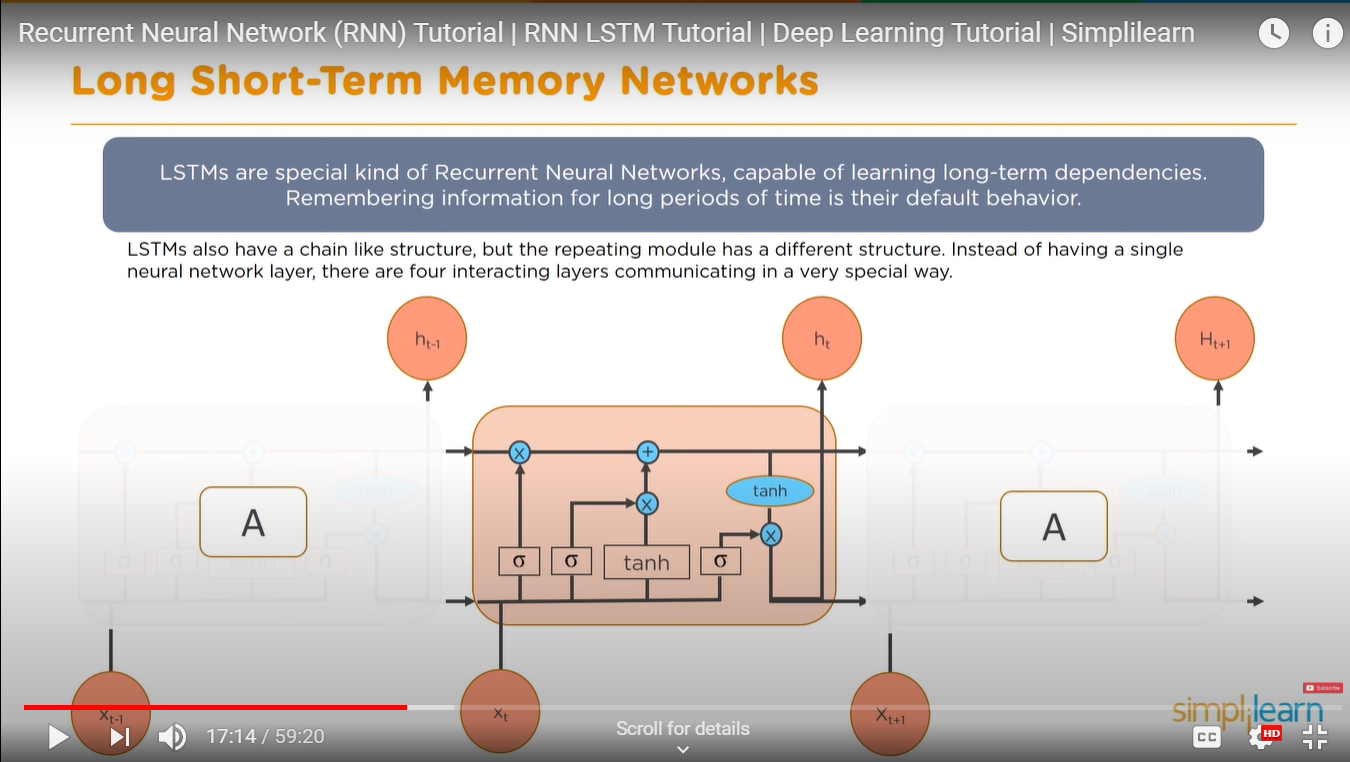 Recurrent Neural Network (RNN) Tutorial | RNN LSTM Tutorial | Deep Learning Tutorial | Simplilearn
Long Short-Term Memory Networks
LSTMs are special kind of Recurrent Neural Networks, capable of learning long-term dependencies.
Remembering information for long periods of time is their default behavior.
LSTMs also have a chain like structure, but the repeating module has a different structure. Instead of having a single
neural network layer, there are four interacting layers communicating in a very special way.
ht-1
ht
Ht+1
X
+
tanh
X
X
A
σ
σ
tanh
σ
A
xt-1
xt
Xt+1
simplilearn
Subscribe
17:14 / 59:20
Scroll for details
CC
HD